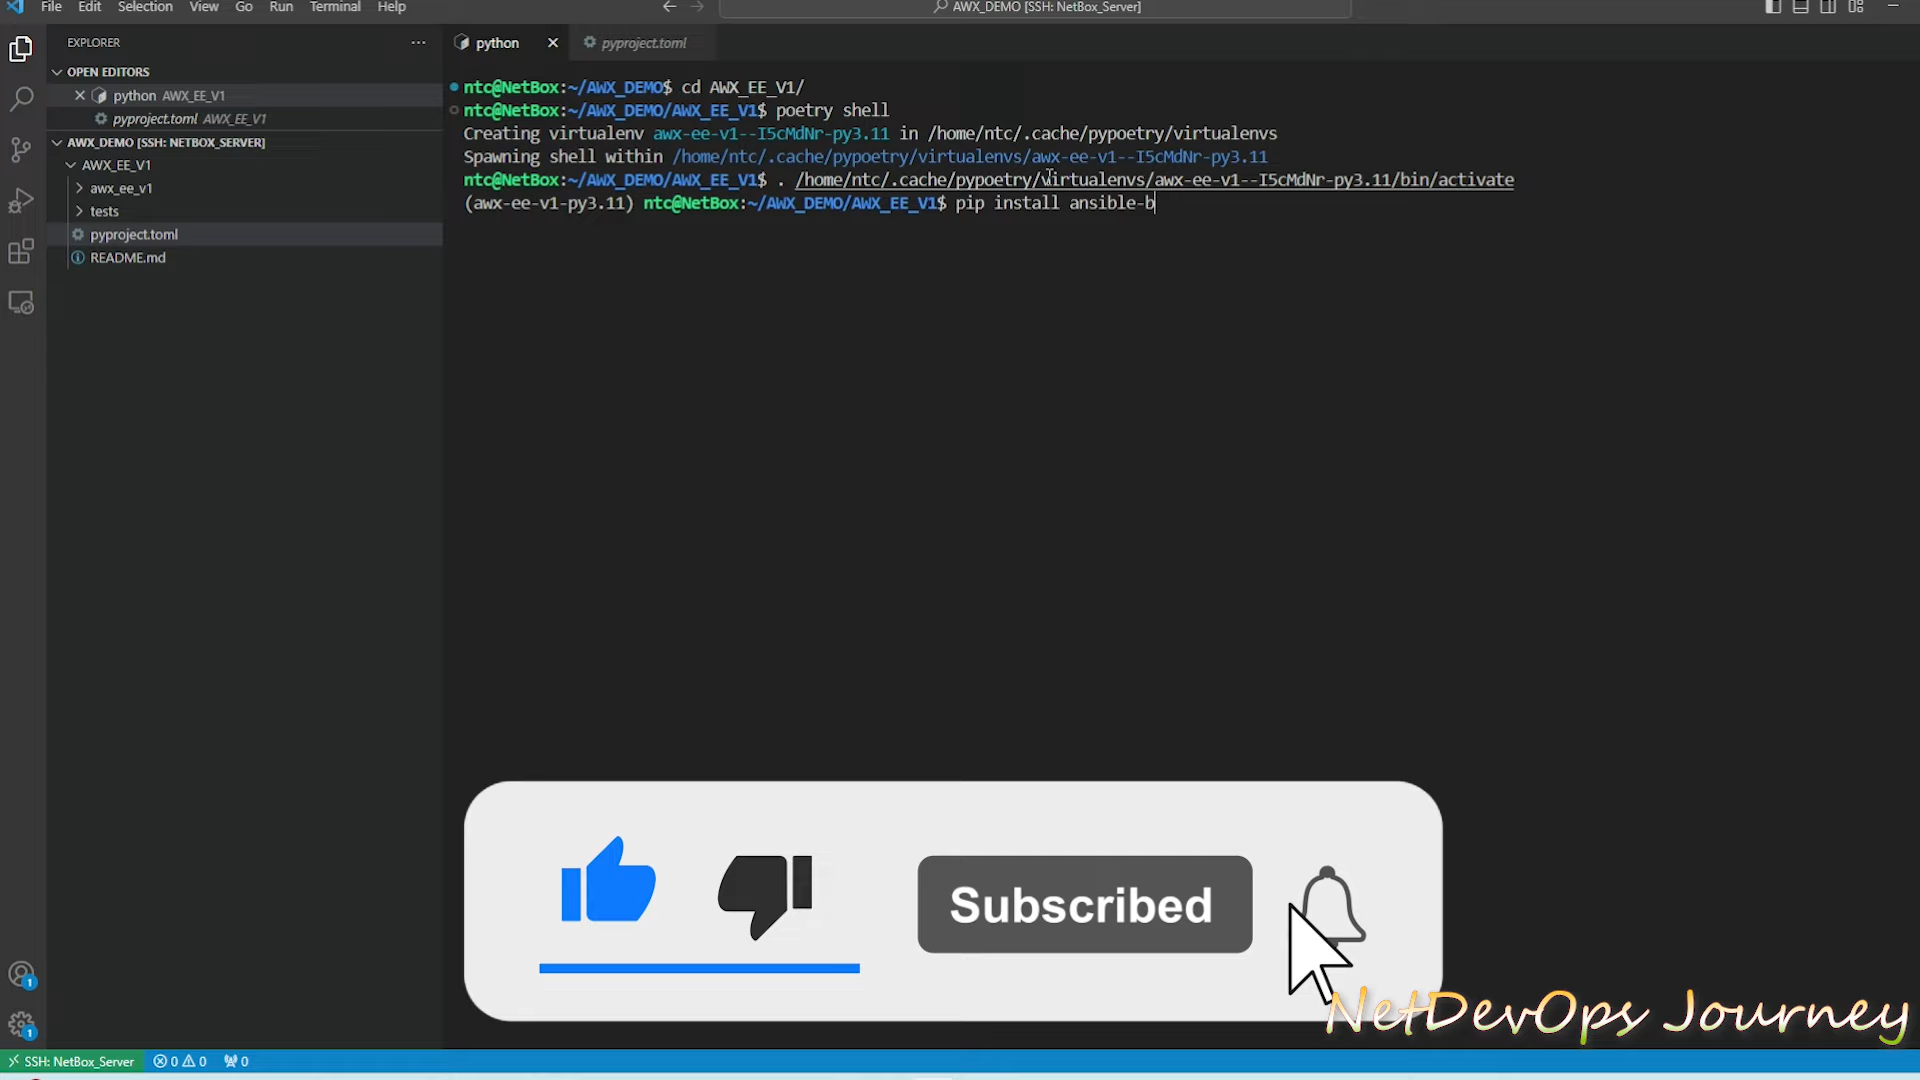 File Edit Selection View Go Run Terminal Help
AWX_DEMO [SSH: NetBox_Server]
EXPLORER
python
pyproject.toml
OPEN EDITORS
python AWX_EE_V1
pyproject.toml AWX_EE_V1
AWX_DEMO [SSH: NETBOX_SERVER]
AWX_EE_V1
awx_ee_v1
tests
pyproject.toml
README.md
ntc@NetBox:~/AWX_DEMO$ cd AWX_EE_V1/
ntc@NetBox:~/AWX_DEMO/AWX_EE_V1$ poetry shell
Creating virtualenv awx-ee-v1--I5cMdNr-py3.11 in /home/ntc/.cache/pypoetry/virtualenvs
Spawning shell within /home/ntc/.cache/pypoetry/virtualenvs/awx-ee-v1--I5cMdNr-py3.11
ntc@NetBox:~/AWX_DEMO/AWX_EE_V1$ . /home/ntc/.cache/pypoetry/virtualenvs/awx-ee-v1--I5cMdNr-py3.11/bin/activate
(awx-ee-v1-py3.11) ntc@NetBox:~/AWX_DEMO/AWX_EE_V1$ pip install ansible-b
Subscribed
NetDevOps Journey
1
1
SSH: NetBox_Server 0 0 0